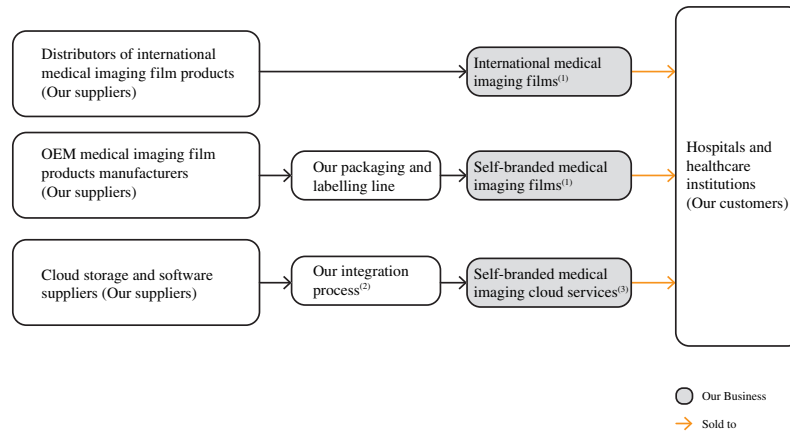 Distributors of international
medical imaging film products
(Our suppliers)
International medical
imaging films(1)
OEM medical imaging film
products manufacturers
(Our suppliers)
Our packaging and
labelling line
Self-branded medical
imaging films(1)
Cloud storage and software
suppliers (Our suppliers)
Our integration
process(2)
Self-branded medical
imaging cloud services(3)
Hospitals and
healthcare
institutions
(Our customers)
Our Business
Sold to